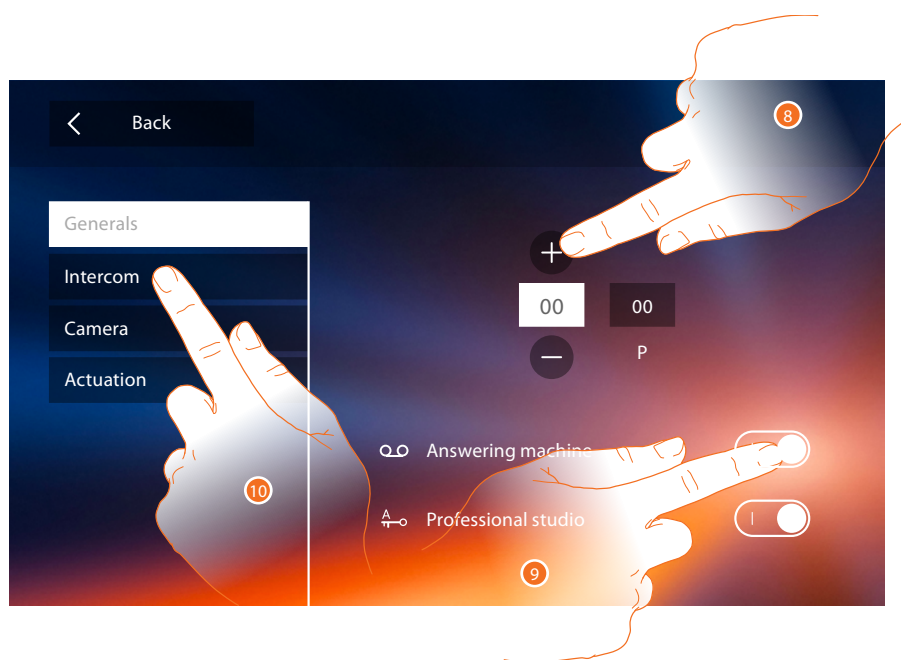 Back
Generals
Intercom
Camera
Actuation
00 00
P
Answering machine
A Professional studio
8
9
10